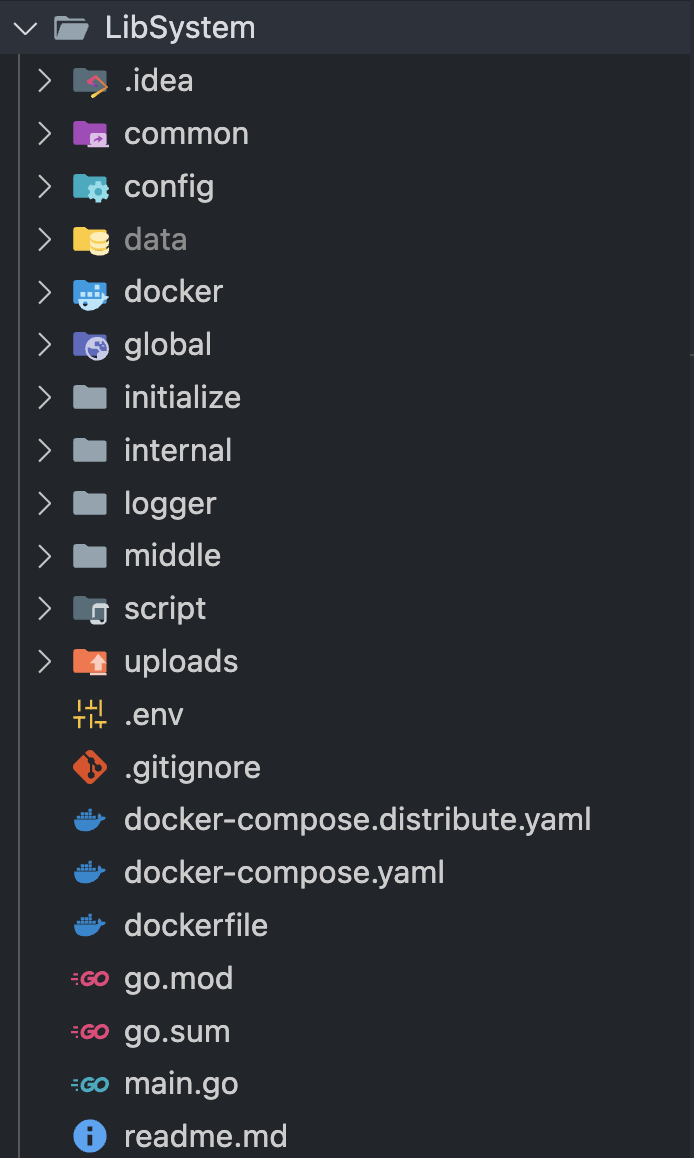 LibSystem
.idea
common
config
data
docker
global
initialize
internal
logger
middle
script
uploads
.env
.gitignore
docker-compose.distribute.yaml
docker-compose.yaml
dockerfile
GO go.mod
GO go.sum
GO main.go
readme.md